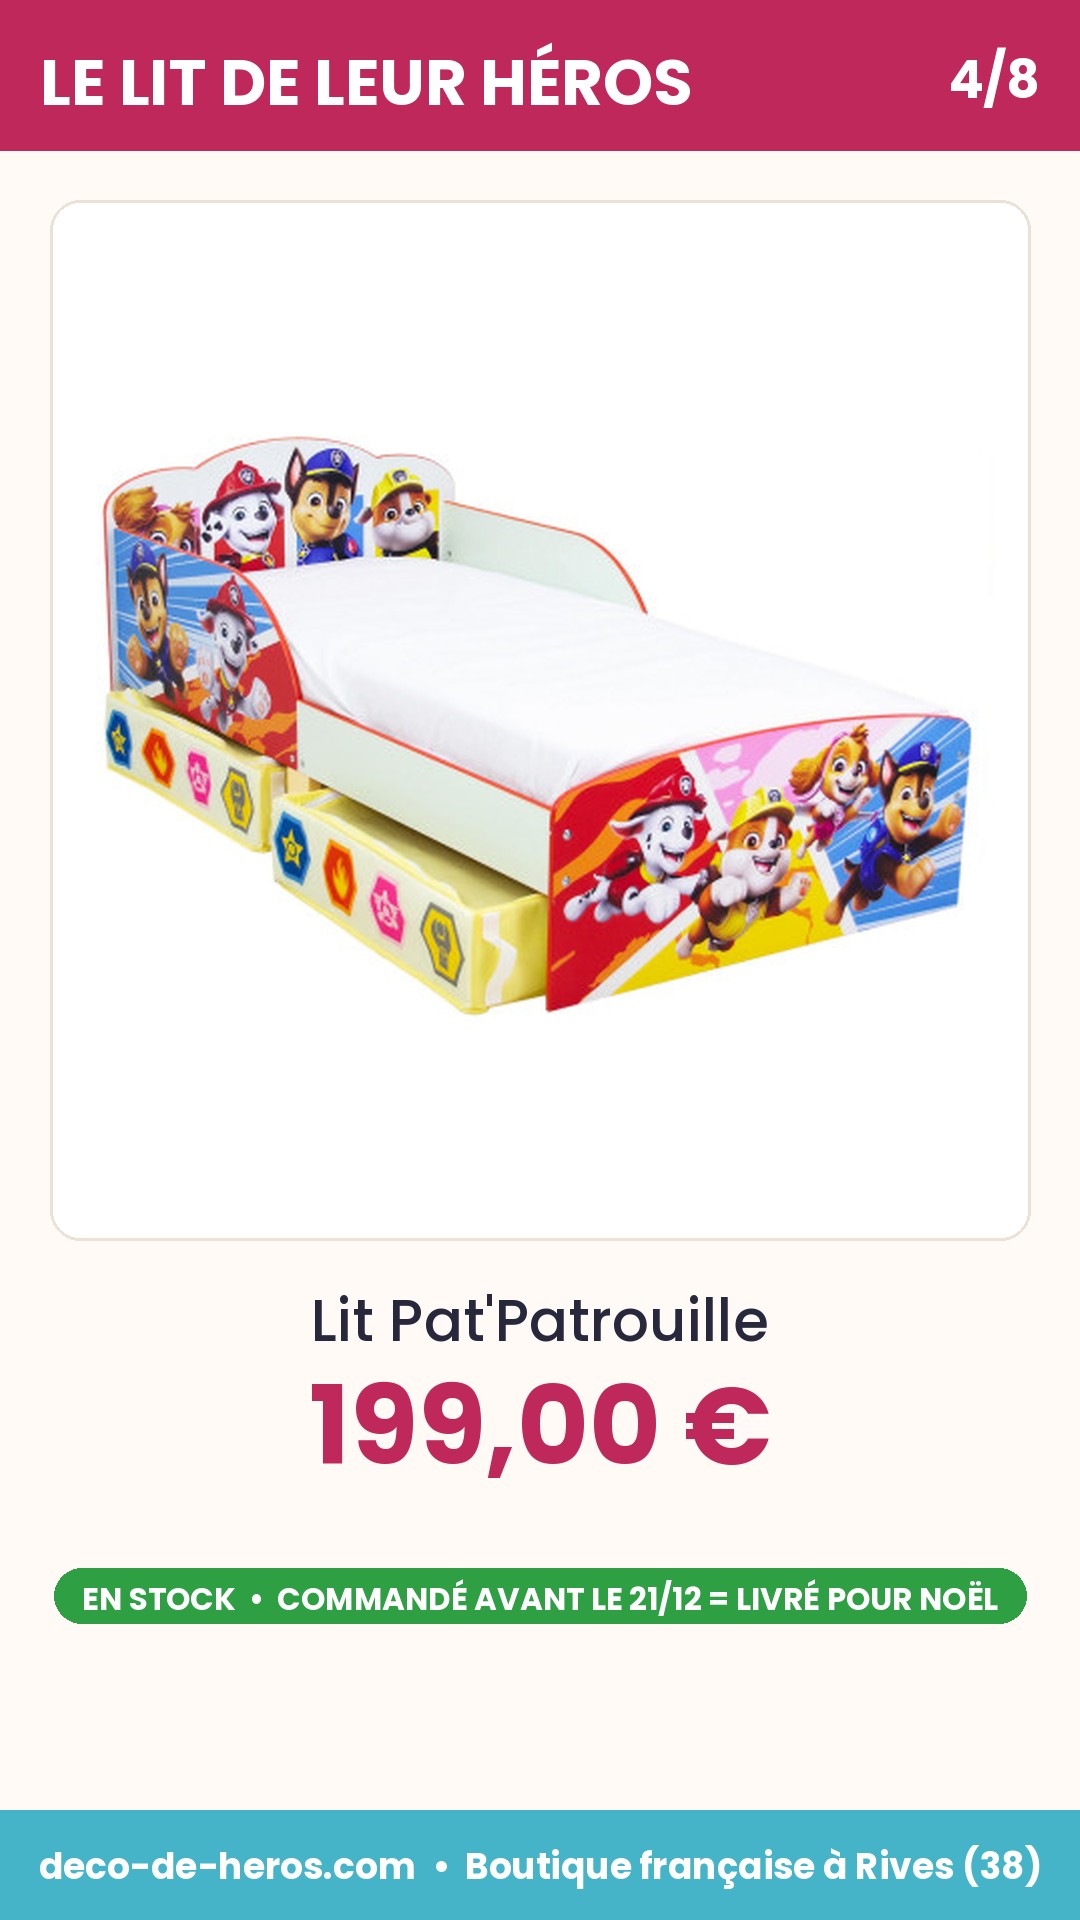 LE LIT DE LEUR HÉROS
4/8
Lit Pat'Patrouille
199,00 €
EN STOCK • COMMANDÉ AVANT LE 21/12 = LIVRÉ POUR NOËL
deco-de-heros.com • Boutique française à Rives (38)